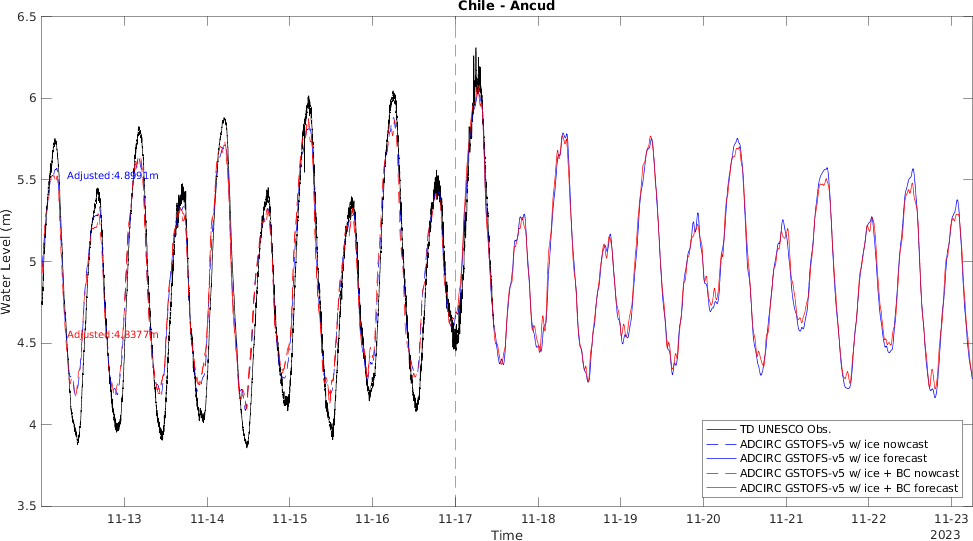 Chile - Ancud
6.5
6
5.5
5
4.5
4
3.5
Water Level (m)
Adjusted:4.8991m
Adjusted:4.8377m
TD UNESCO Obs.
ADCIRC GSTOFS-v5 w/ ice nowcast
ADCIRC GSTOFS-v5 w/ ice forecast
ADCIRC GSTOFS-v5 w/ ice + BC nowcast
ADCIRC GSTOFS-v5 w/ ice + BC forecast
11-13 11-14 11-15 11-16 11-17 11-18 11-19 11-20 11-21 11-22 11-23
Time
2023